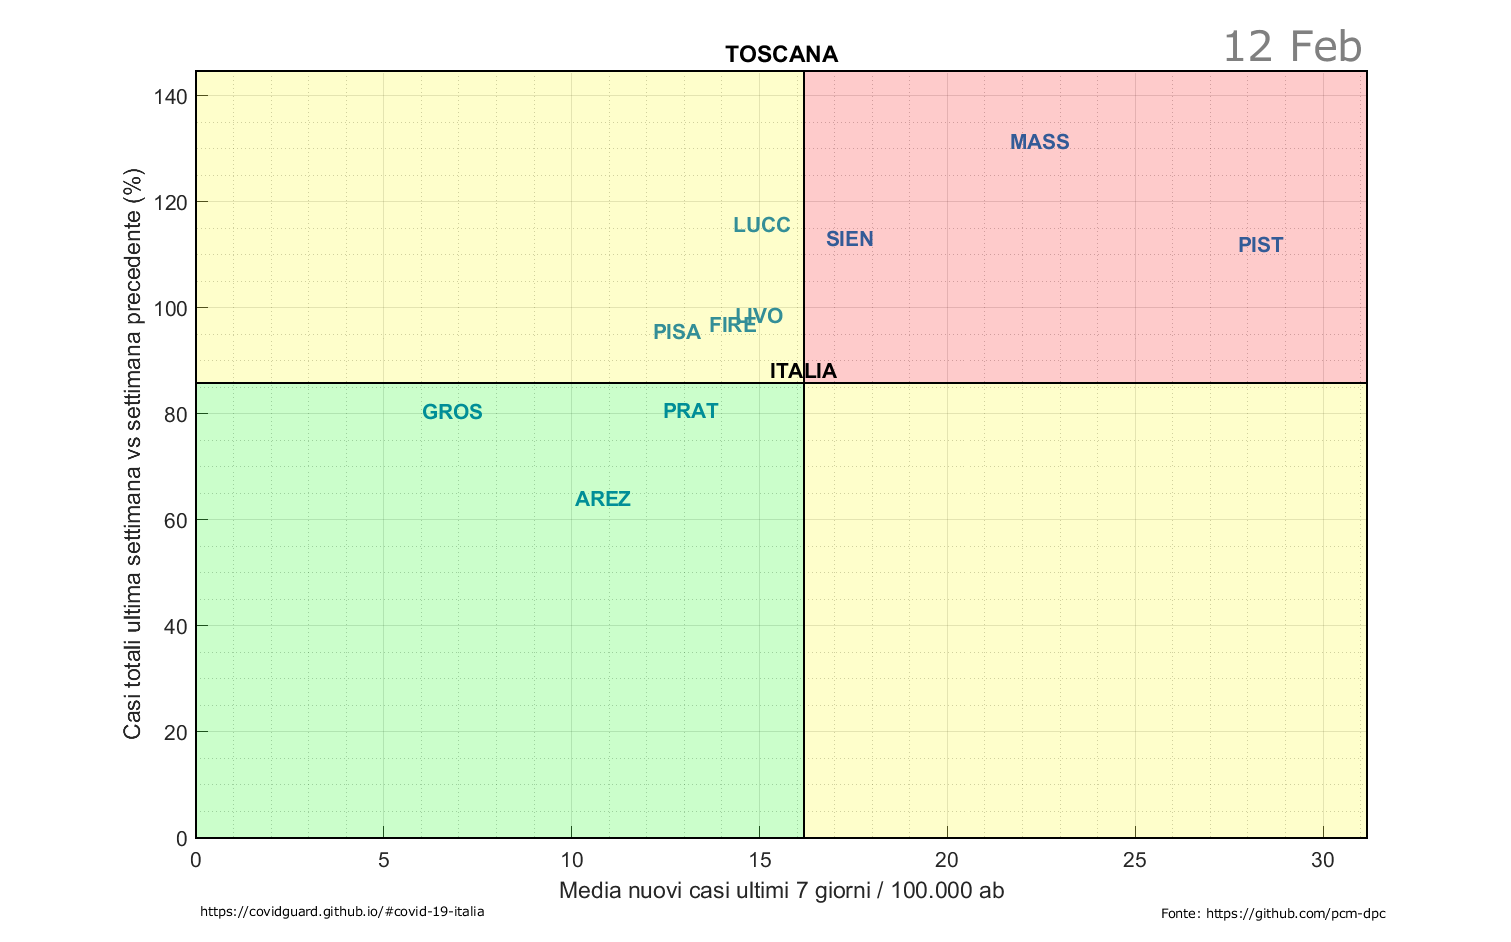 12 Feb
TOSCANA
140
120
100
80
60
40
20
0
Casi totali ultima settimana vs settimana precedente (%)
MASS
LUCC
SIEN
PIST
LIVO
FIRE
PISA
ITALIA
GROS
PRAT
AREZ
0 5 10 15 20 25 30
Media nuovi casi ultimi 7 giorni / 100.000 ab
https://covidguard.github.io/#covid-19-italia
Fonte: https://github.com/pcm-dpc